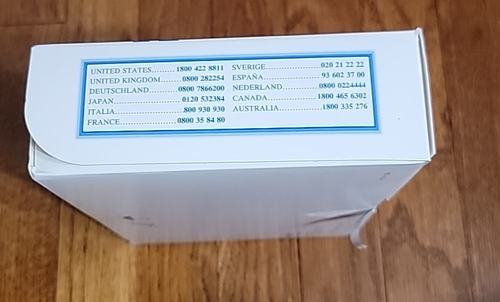 UNITED STATES..........1800 422 8811
UNITED KINGDOM..........0800 282254
DEUTSCHLAND..........0800 7866200
JAPAN..........0120 532384
ITALIA..........800 930 930
FRANCE..........0800 35 84 80
SVERIGE..........020 21 22 22
ESPAÑA..........93 602 37 00
NEDERLAND..........0800 0224444
CANADA..........1800 465 6302
AUSTRALIA..........1800 335 276